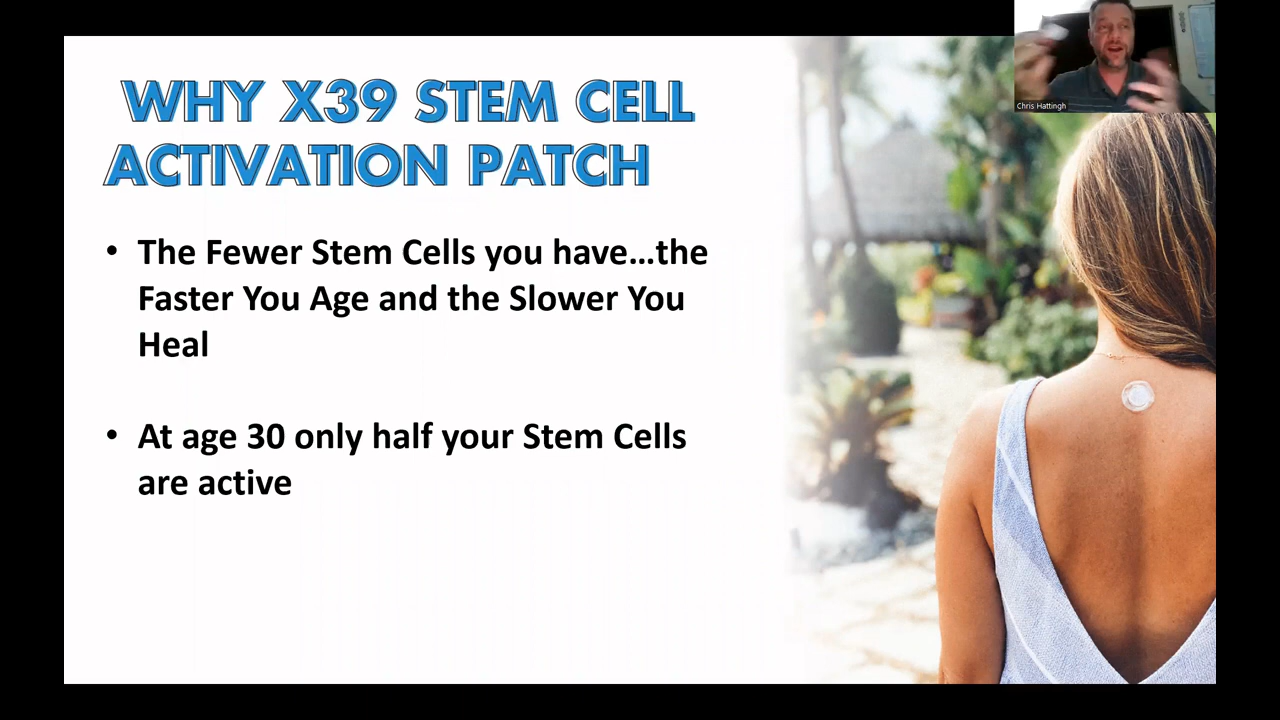 WHY X39 STEM CELL
ACTIVATION PATCH
• The Fewer Stem Cells you have...the
Faster You Age and the Slower You
Heal
• At age 30 only half your Stem Cells
are active
Chris Hattingh